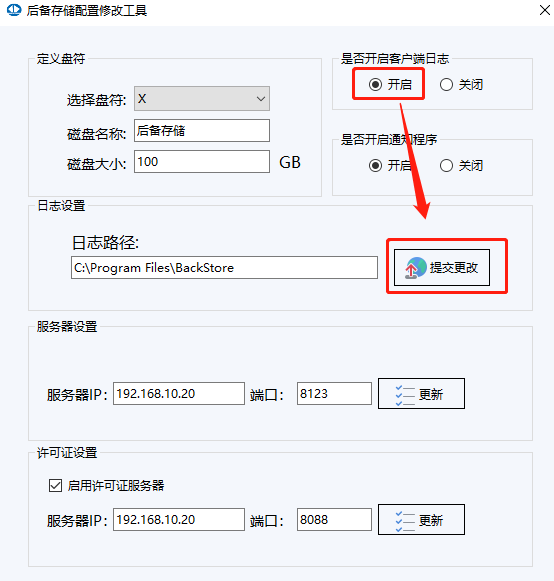 后备存储配置修改工具
定义盘符
选择盘符: X
磁盘名称: 后备存储
磁盘大小: 100 GB
是否开启客户端日志
开启 关闭
是否开启通知程序
开启 关闭
日志设置
日志路径:
C:\Program Files\BackStore
提交更改
服务器设置
服务器IP: 192.168.10.20 端口: 8123 更新
许可证设置
启用许可证服务器
服务器IP: 192.168.10.20 端口: 8088 更新